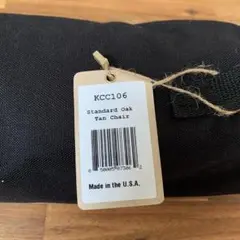 KCC106
Standard Oak
Tan Chair
Made in the U.S.A.